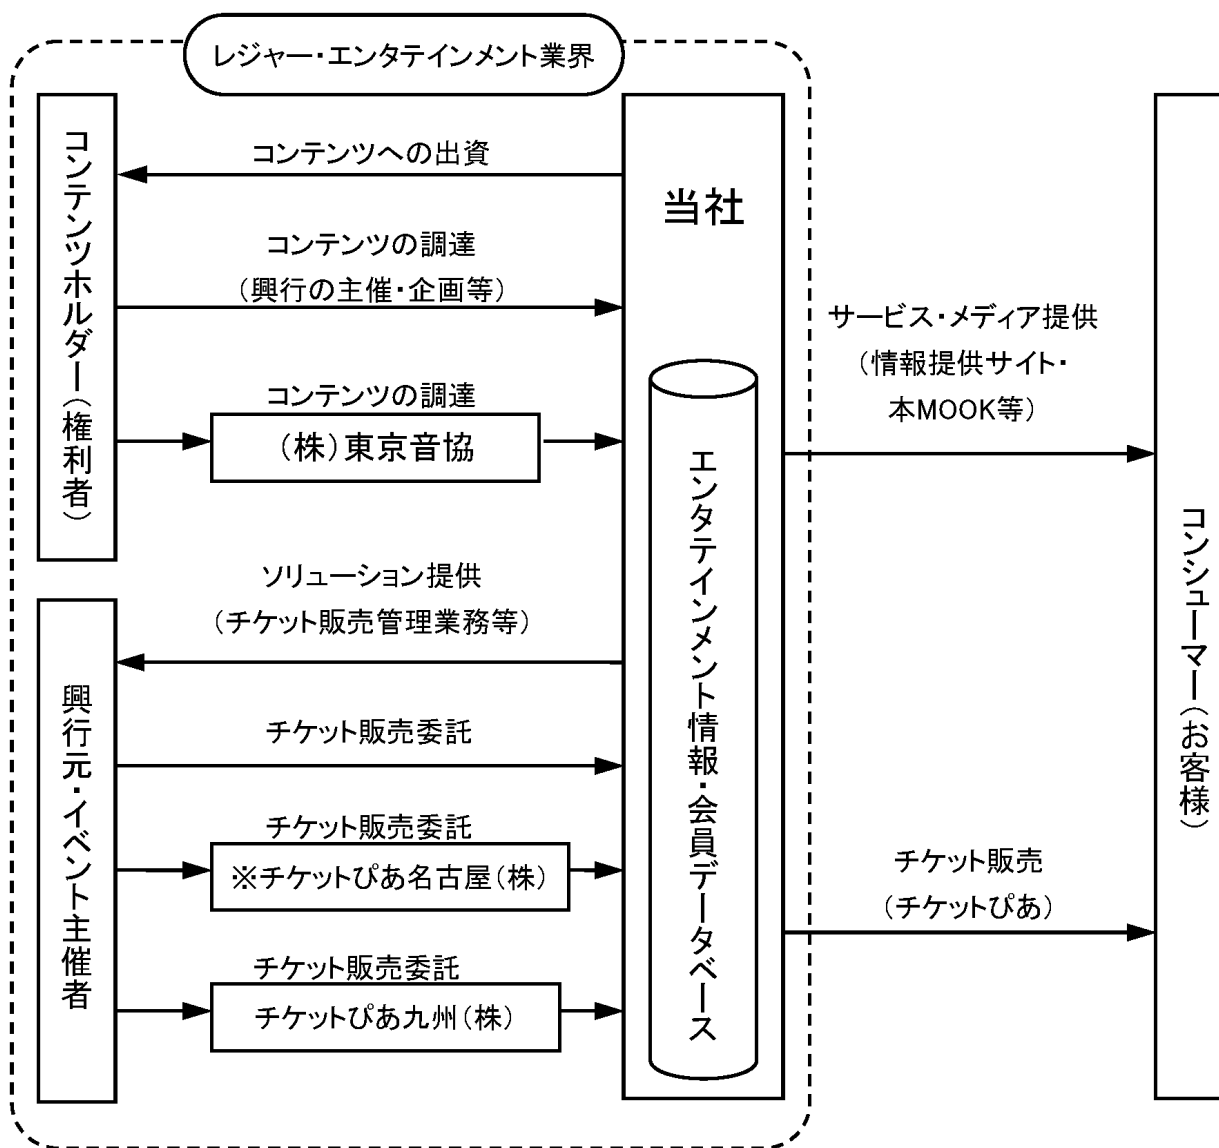 レジャー・エンタテインメント業界
コンテンツホルダー（権利者）
コンテンツへの出資
コンテンツの調達
（興行の主催・企画等）
コンテンツの調達
（株）東京音協
ソリューション提供
（チケット販売管理業務等）
興行元・イベント主催者
チケット販売委託
チケット販売委託
※チケットぴあ名古屋（株）
チケット販売委託
チケットぴあ九州（株）
当社
エンタテインメント情報・会員データベース
サービス・メディア提供
（情報提供サイト・
本MOOK等）
チケット販売
（チケットぴあ）
コンシューマー（お客様）